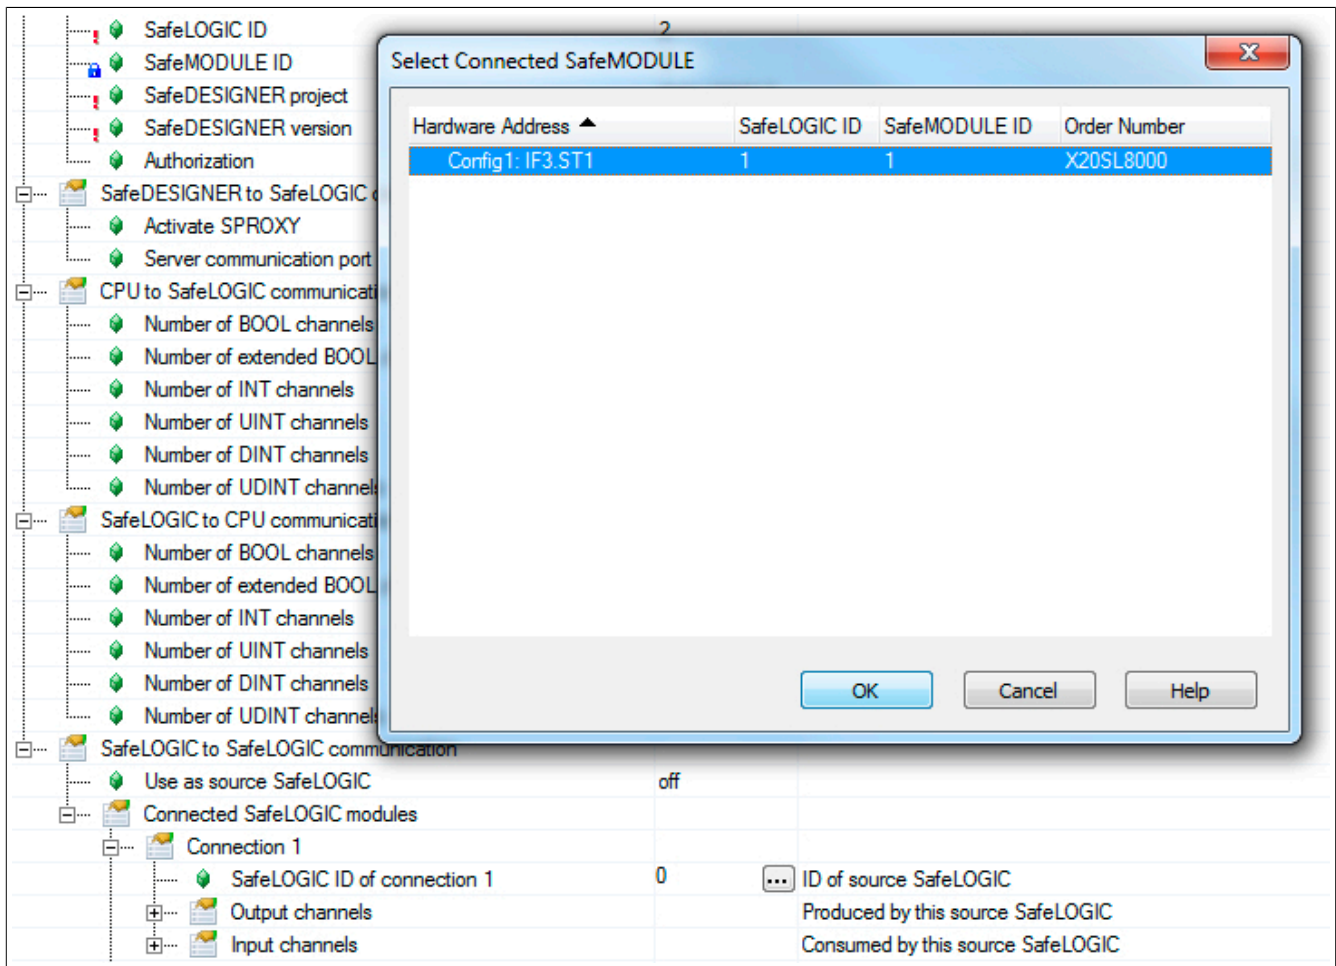 SafeLOGIC ID 2
SafeMODULE ID
SafeDESIGNER project
SafeDESIGNER version
Authorization
SafeDESIGNER to SafeLOGIC
Activate SPROXY
Server communication port
CPU to SafeLOGIC communicati
Number of BOOL channels
Number of extended BOOL
Number of INT channels
Number of UINT channels
Number of DINT channels
Number of UDINT channels
SafeLOGIC to CPU communicati
Number of BOOL channels
Number of extended BOOL
Number of INT channels
Number of UINT channels
Number of DINT channels
Number of UDINT channels
SafeLOGIC to SafeLOGIC communication
Use as source SafeLOGIC off
Connected SafeLOGIC modules
Connection 1
SafeLOGIC ID of connection 1 0 ... ID of source SafeLOGIC
Output channels Produced by this source SafeLOGIC
Input channels Consumed by this source SafeLOGIC
Select Connected SafeMODULE
Hardware Address SafeLOGIC ID SafeMODULE ID Order Number
Config1: IF3.ST1 1 1 X20SL8000
OK Cancel Help